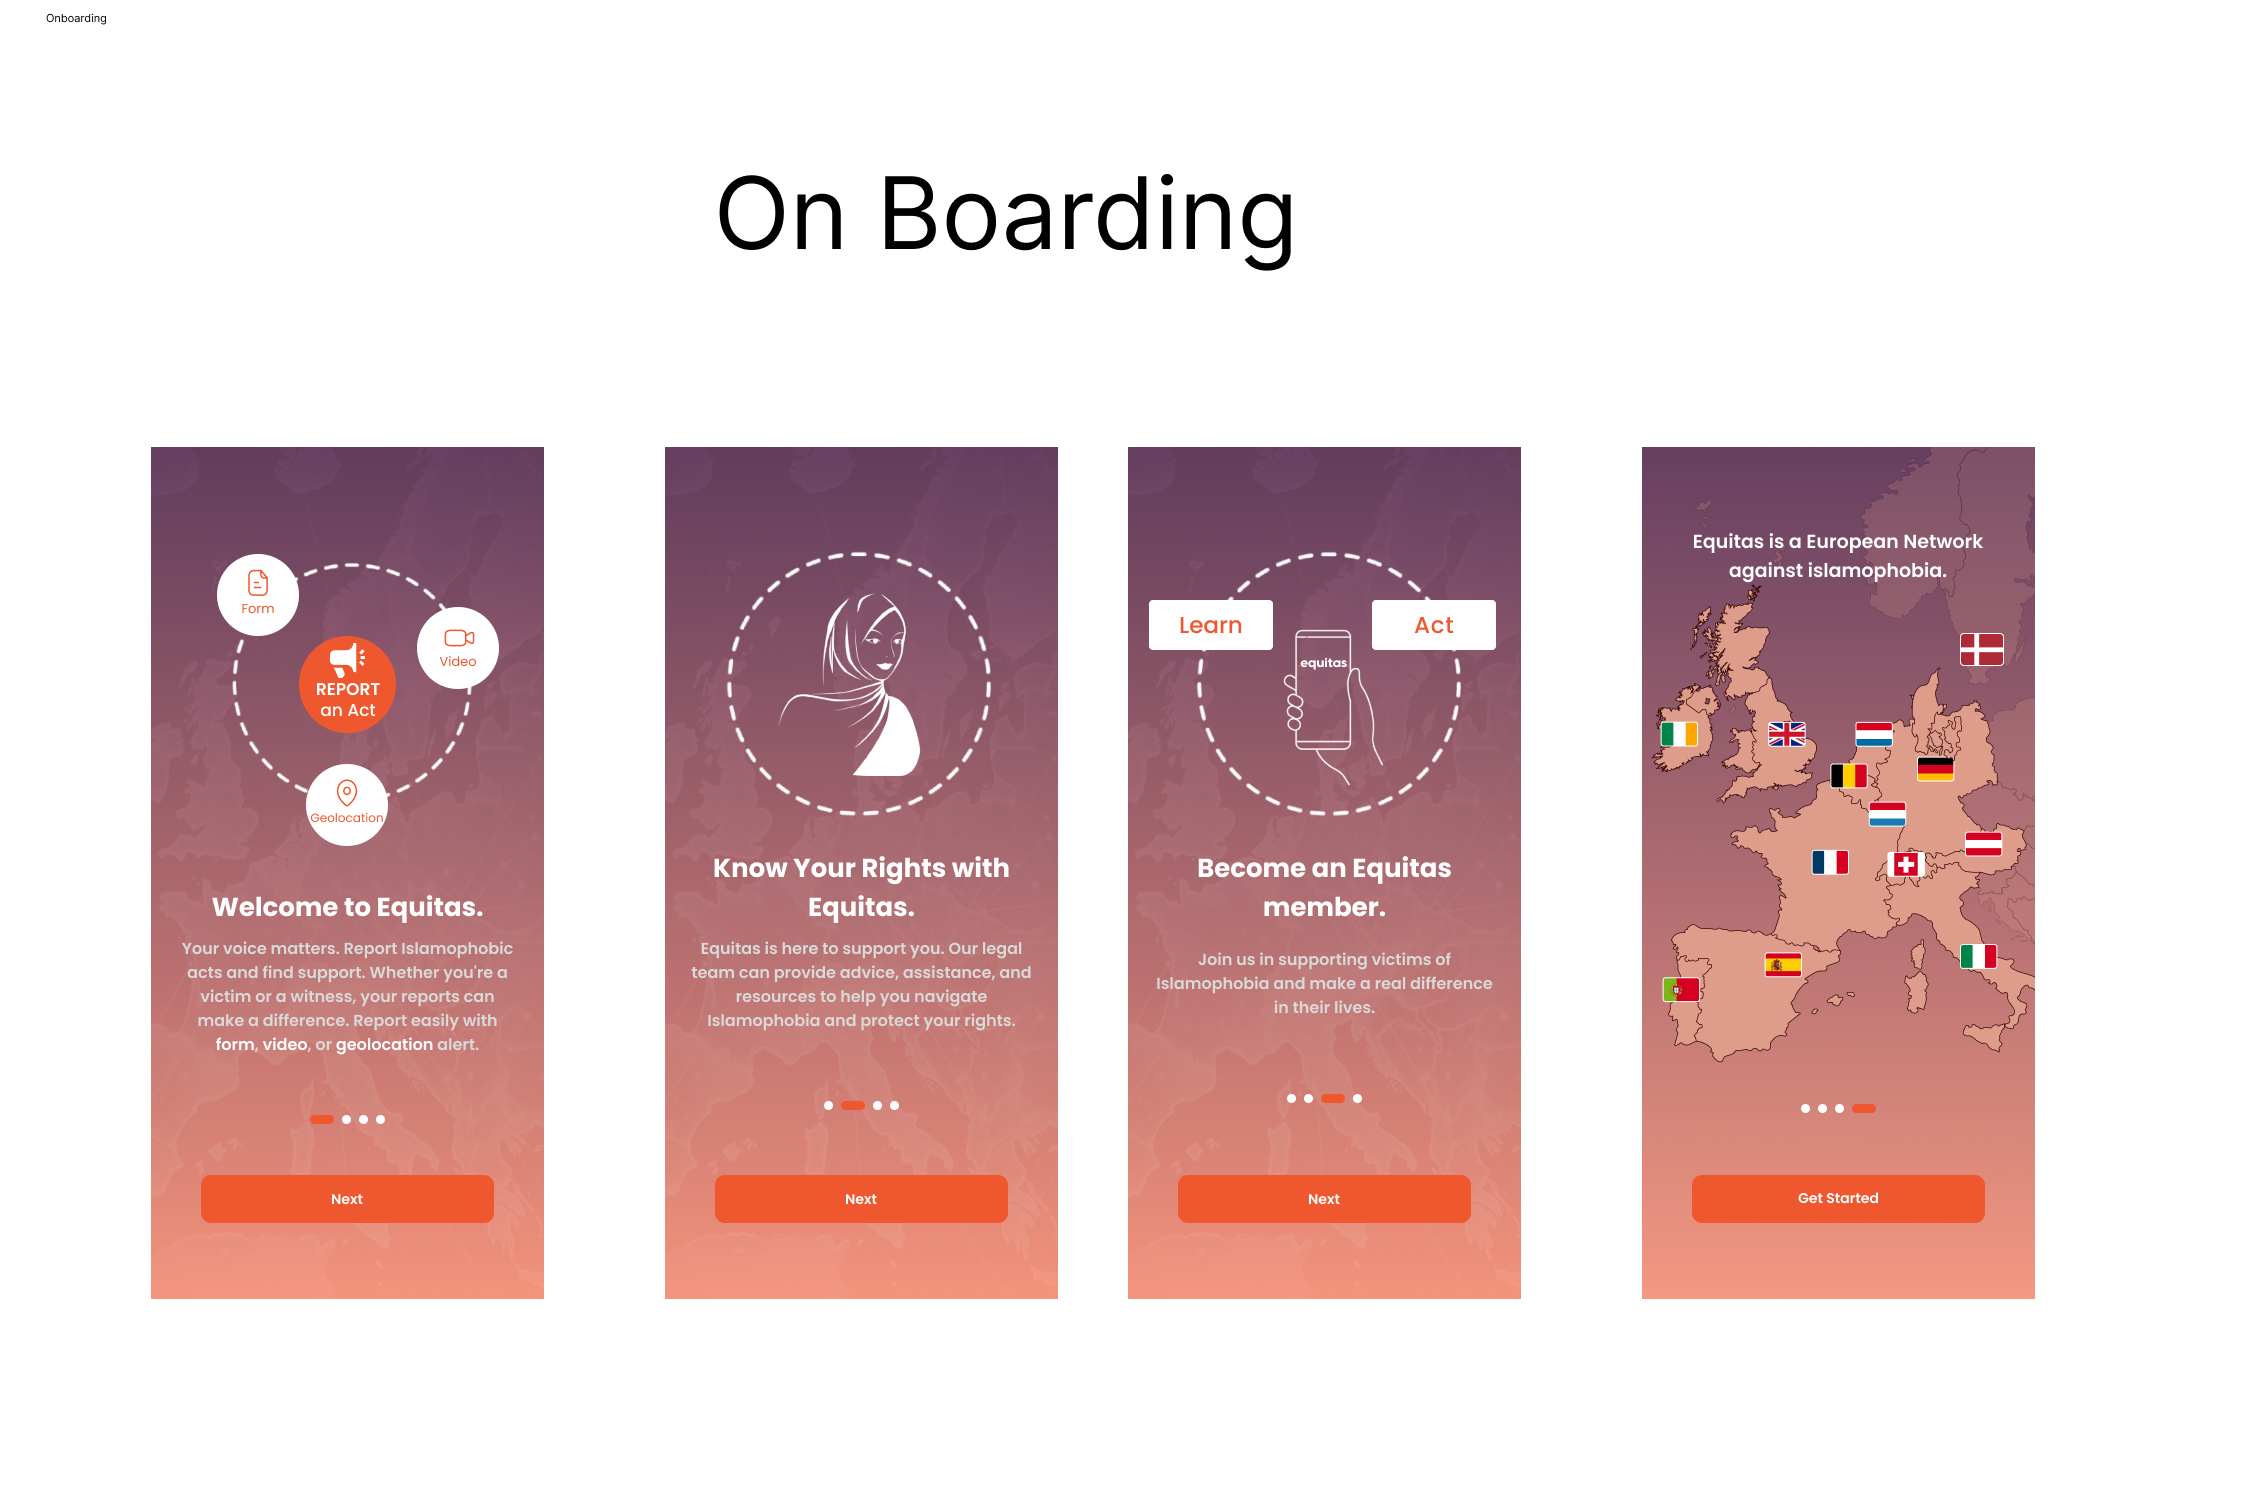 Onboarding
On Boarding
Form
Video
REPORT
an Act
Geolocation
Welcome to Equitas.
Your voice matters. Report Islamophobic
acts and find support. Whether you're a
victim or a witness, your reports can
make a difference. Report easily with
form, video, or geolocation alert.
Next
Know Your Rights with
Equitas.
Equitas is here to support you. Our legal
team can provide advice, assistance, and
resources to help you navigate
Islamophobia and protect your rights.
Next
Learn
Act
equitas
Become an Equitas
member.
Join us in supporting victims of
Islamophobia and make a real difference
in their lives.
Next
Equitas is a European Network
against islamophobia.
Get Started